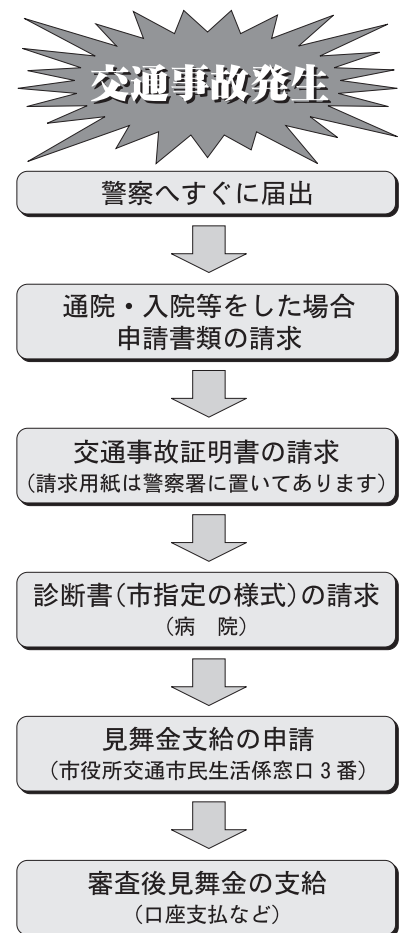 交通事故発生
警察へすぐに届出
通院・入院等をした場合
申請書類の請求
交通事故証明書の請求
（請求用紙は警察署に置いてあります）
診断書（市指定の様式）の請求
（病　院）
見舞金支給の申請
（市役所交通市民生活係窓口３番）
審査後見舞金の支給
（口座支払など）